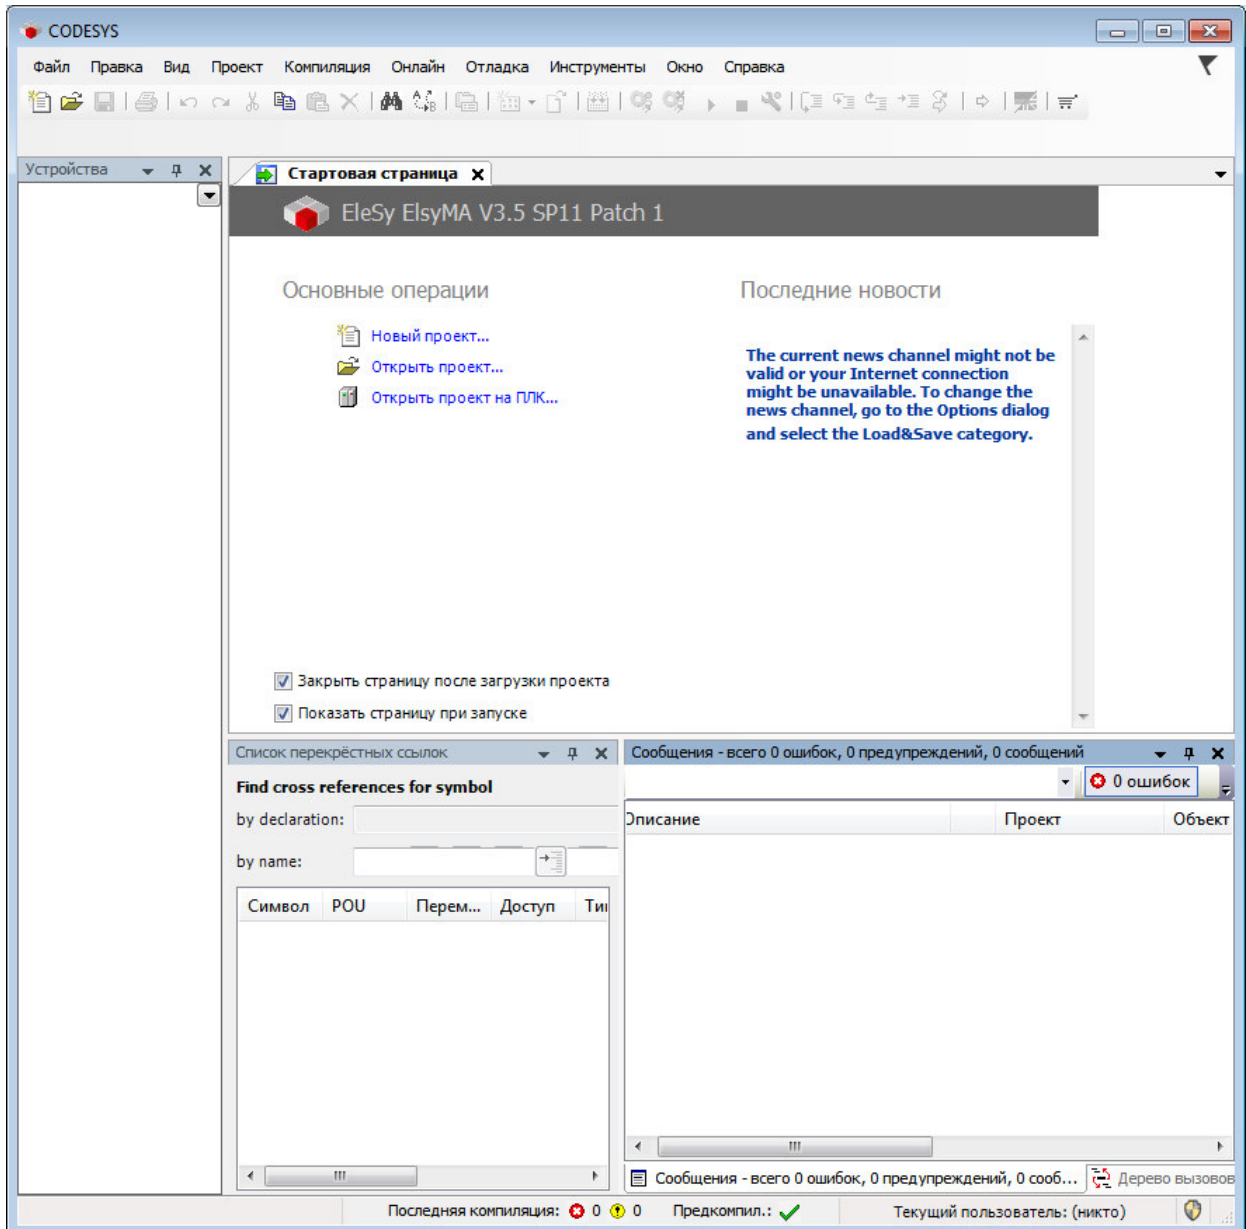 CODESYS
Файл Правка Вид Проект Компиляция Онлайн Отладка Инструменты Окно Справка
Устройства
Стартовая страница
EleSy ElsyMA V3.5 SP11 Patch 1
Основные операции
Новый проект...
Открыть проект...
Открыть проект на ПЛК...
Последние новости
The current news channel might not be
valid or your Internet connection
might be unavailable. To change the
news channel, go to the Options dialog
and select the Load&Save category.
Закрыть страницу после загрузки проекта
Показать страницу при запуске
Список перекрёстных ссылок
Find cross references for symbol
by declaration:
by name:
Символ POU Перем... Доступ Тип
Сообщения - всего 0 ошибок, 0 предупреждений, 0 сообщений
0 ошибок
Описание Проект Объект
Сообщения - всего 0 ошибок, 0 предупреждений, 0 сооб... Дерево вызовов
Последняя компиляция: 0 0 Предкомпил.: Текущий пользователь: (никто)